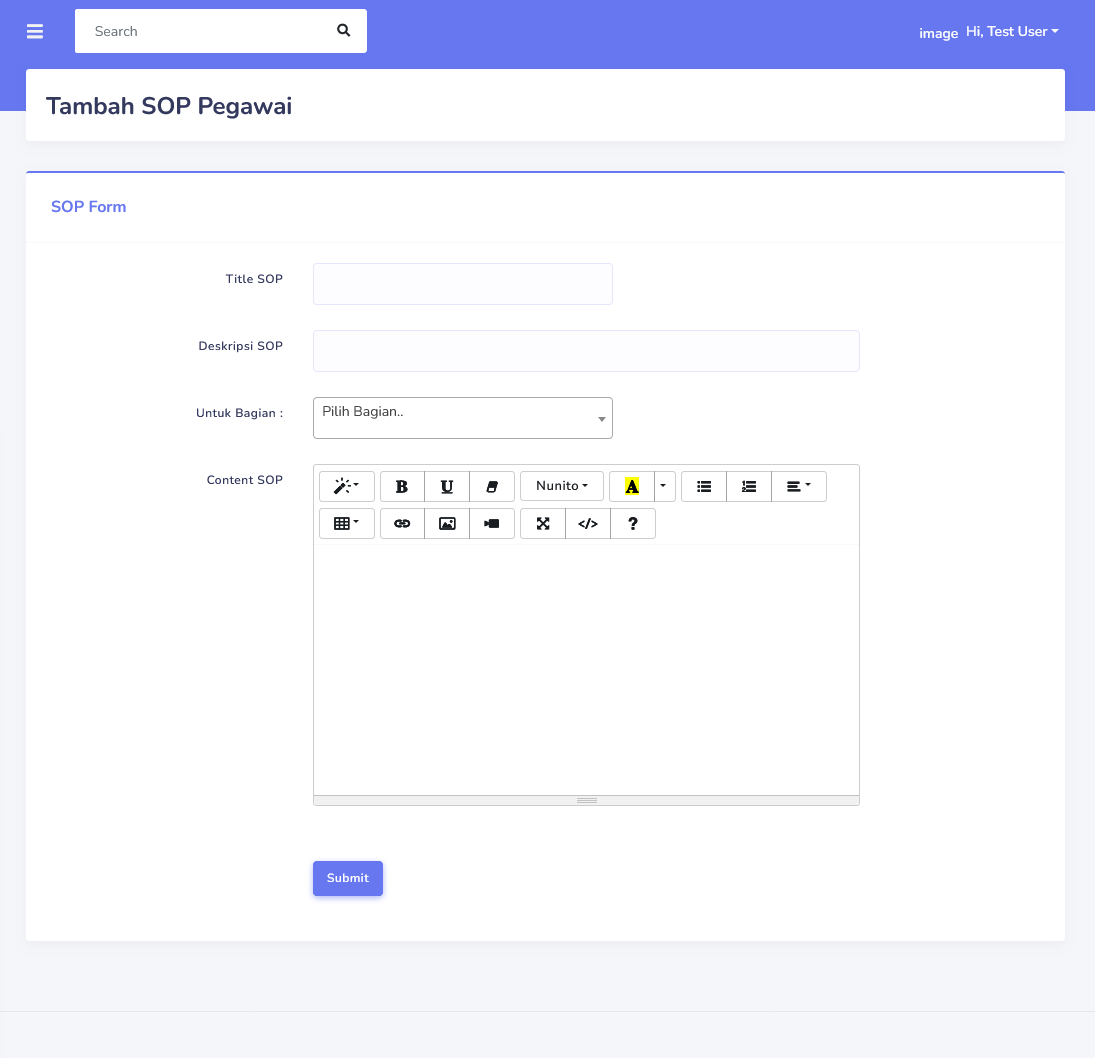 Search
image Hi, Test User
Tambah SOP Pegawai
SOP Form
Title SOP
Deskripsi SOP
Untuk Bagian :
Pilih Bagian..
Content SOP
B U Nunito A
</> ?
Submit